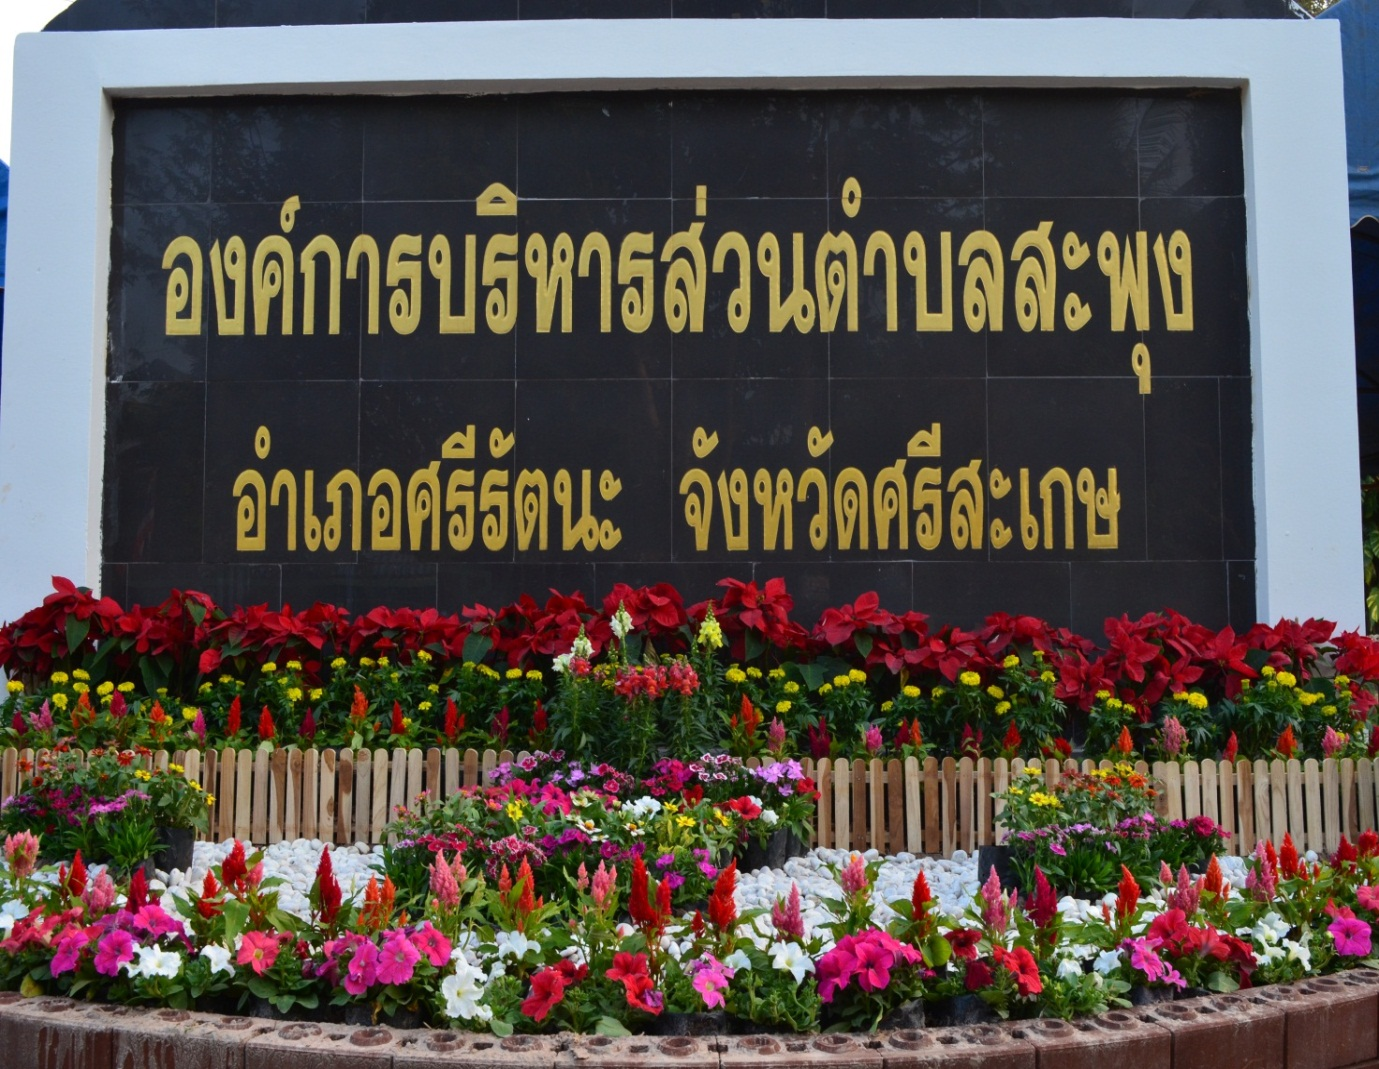 องค์การบริหารส่วนตำบลสะพุง
อำเภอศรีรัตนะ จังหวัดศรีสะเกษ